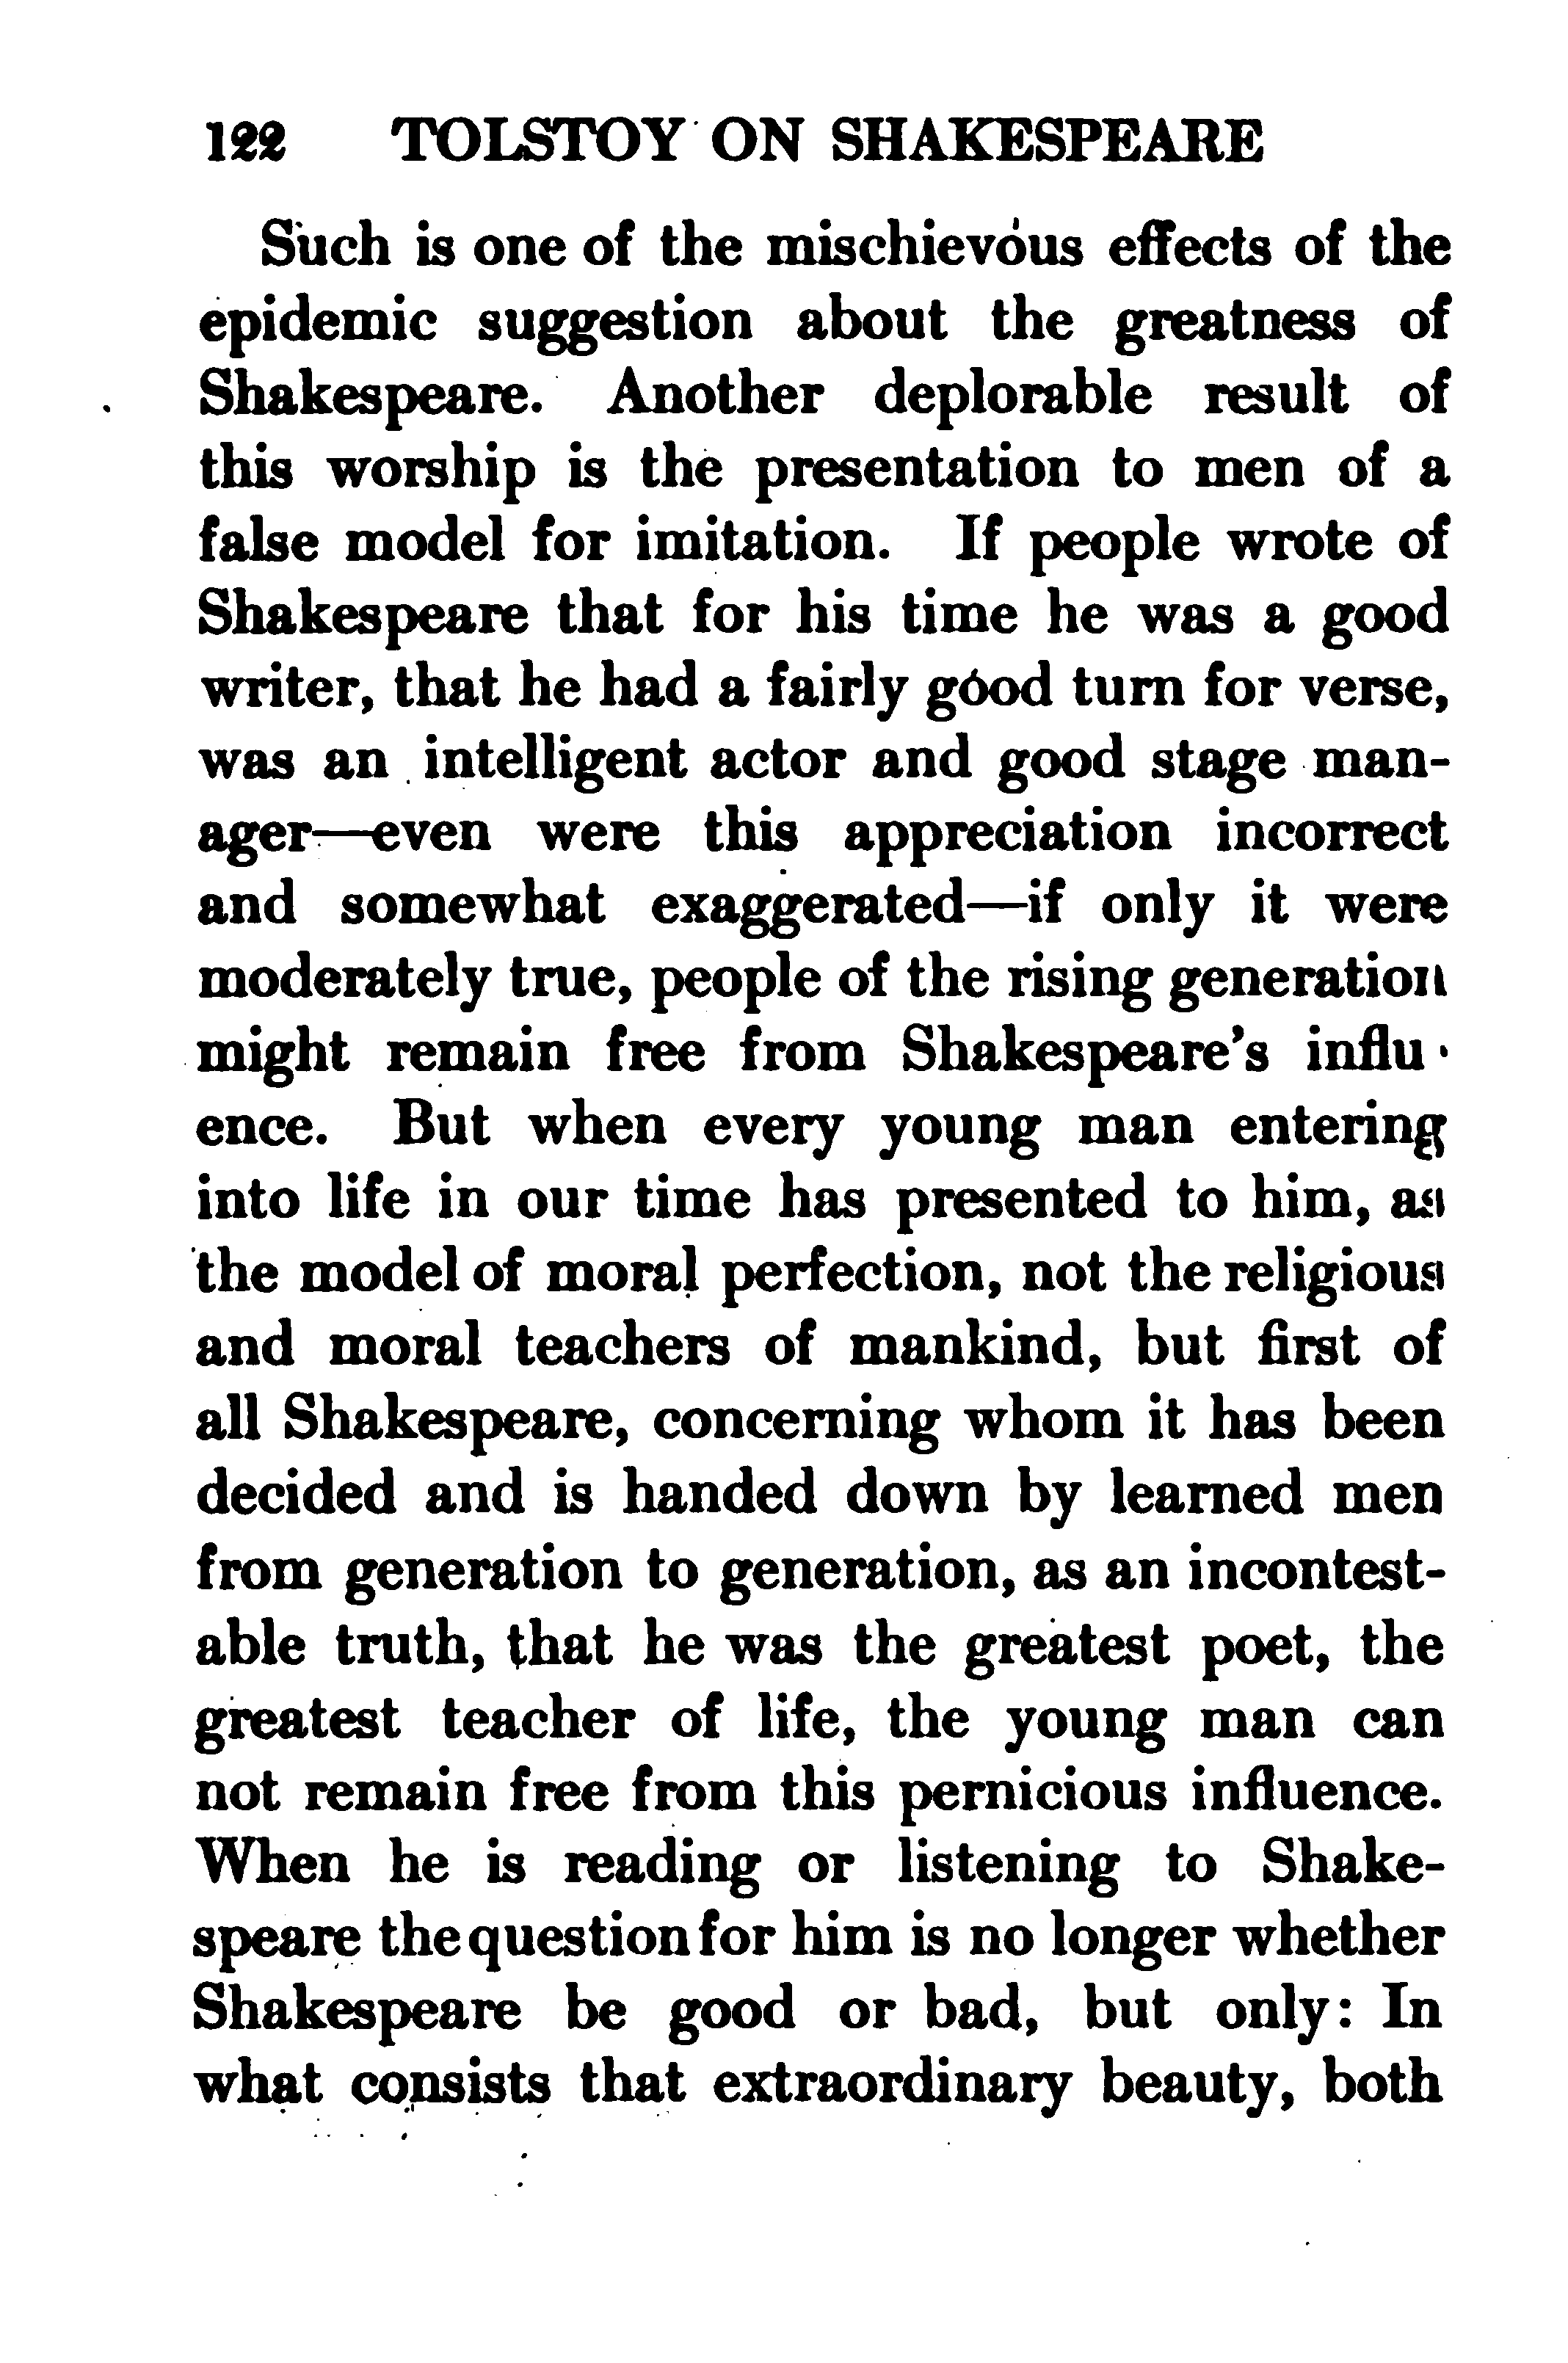 122 TOLSTOY ON SHAKESPEARE
Such is one of the mischievous effects of the
epidemic suggestion about the greatness of
Shakespeare. Another deplorable result of
this worship is the presentation to men of a
false model for imitation. If people wrote of
Shakespeare that for his time he was a good
writer, that he had a fairly good turn for verse,
was an intelligent actor and good stage man-
ager—even were this appreciation incorrect
and somewhat exaggerated—if only it were
moderately true, people of the rising generation
might remain free from Shakespeare's influ-
ence. But when every young man entering
into life in our time has presented to him, as
the model of moral perfection, not the religious
and moral teachers of mankind, but first of
all Shakespeare, concerning whom it has been
decided and is handed down by learned men
from generation to generation, as an incontest-
able truth, that he was the greatest poet, the
greatest teacher of life, the young man can
not remain free from this pernicious influence.
When he is reading or listening to Shake-
speare the question for him is no longer whether
Shakespeare be good or bad, but only: In
what consists that extraordinary beauty, both